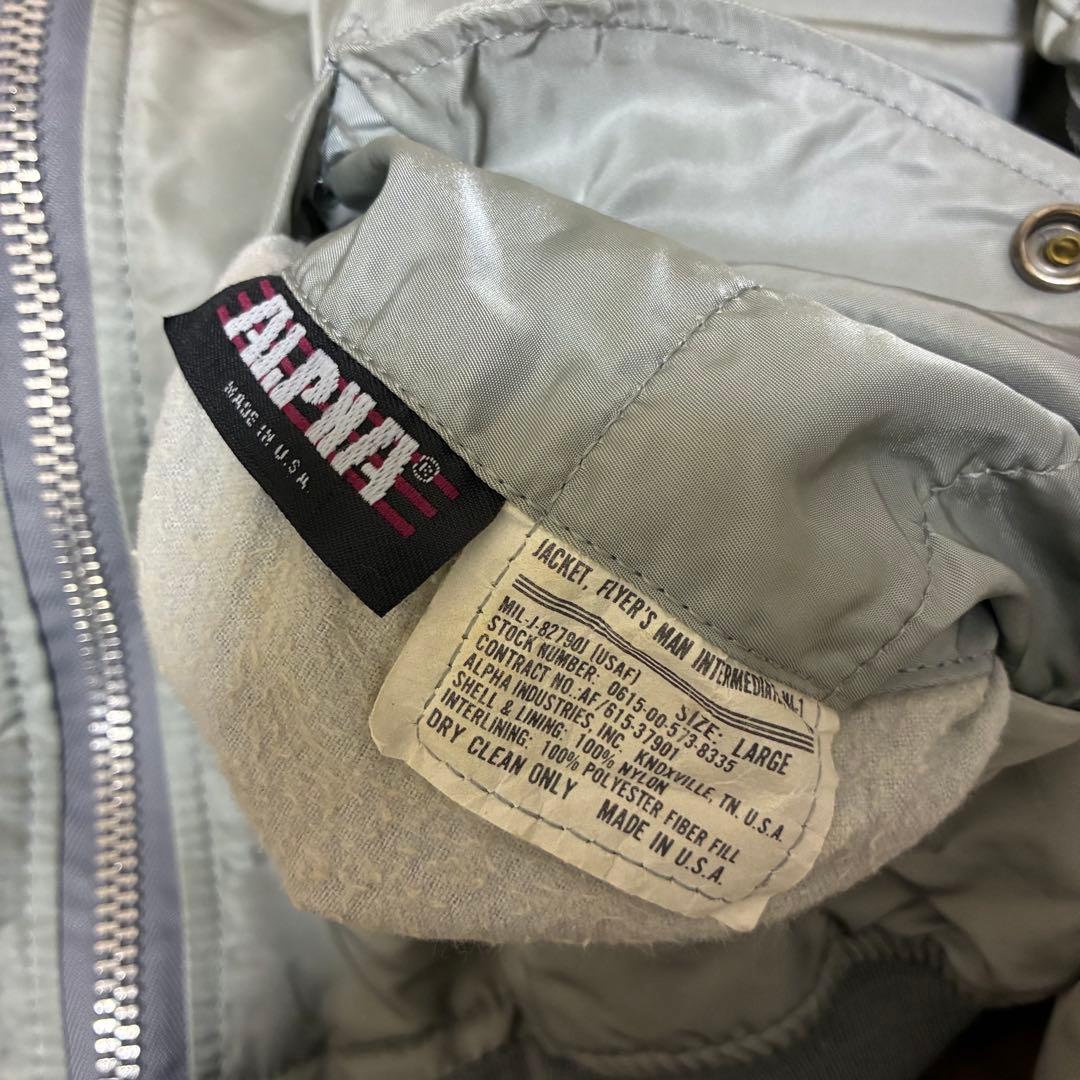 ALPHA®
MADE IN U.S.A.
JACKET, FLYER'S MAN INTERMEDIATE, MA-1
SIZE: LARGE
MIL-J-8279OJ (USAF)
STOCK NUMBER: 0615-00-573-8335
CONTRACT NO.:AF/615-37901
ALPHA INDUSTRIES, INC. KNOXVILLE, TN. U.S.A.
SHELL & LINING: 100% NYLON
INTERLINING: 100% POLYESTER FIBER FILL
DRY CLEAN ONLY
MADE IN U.S.A.